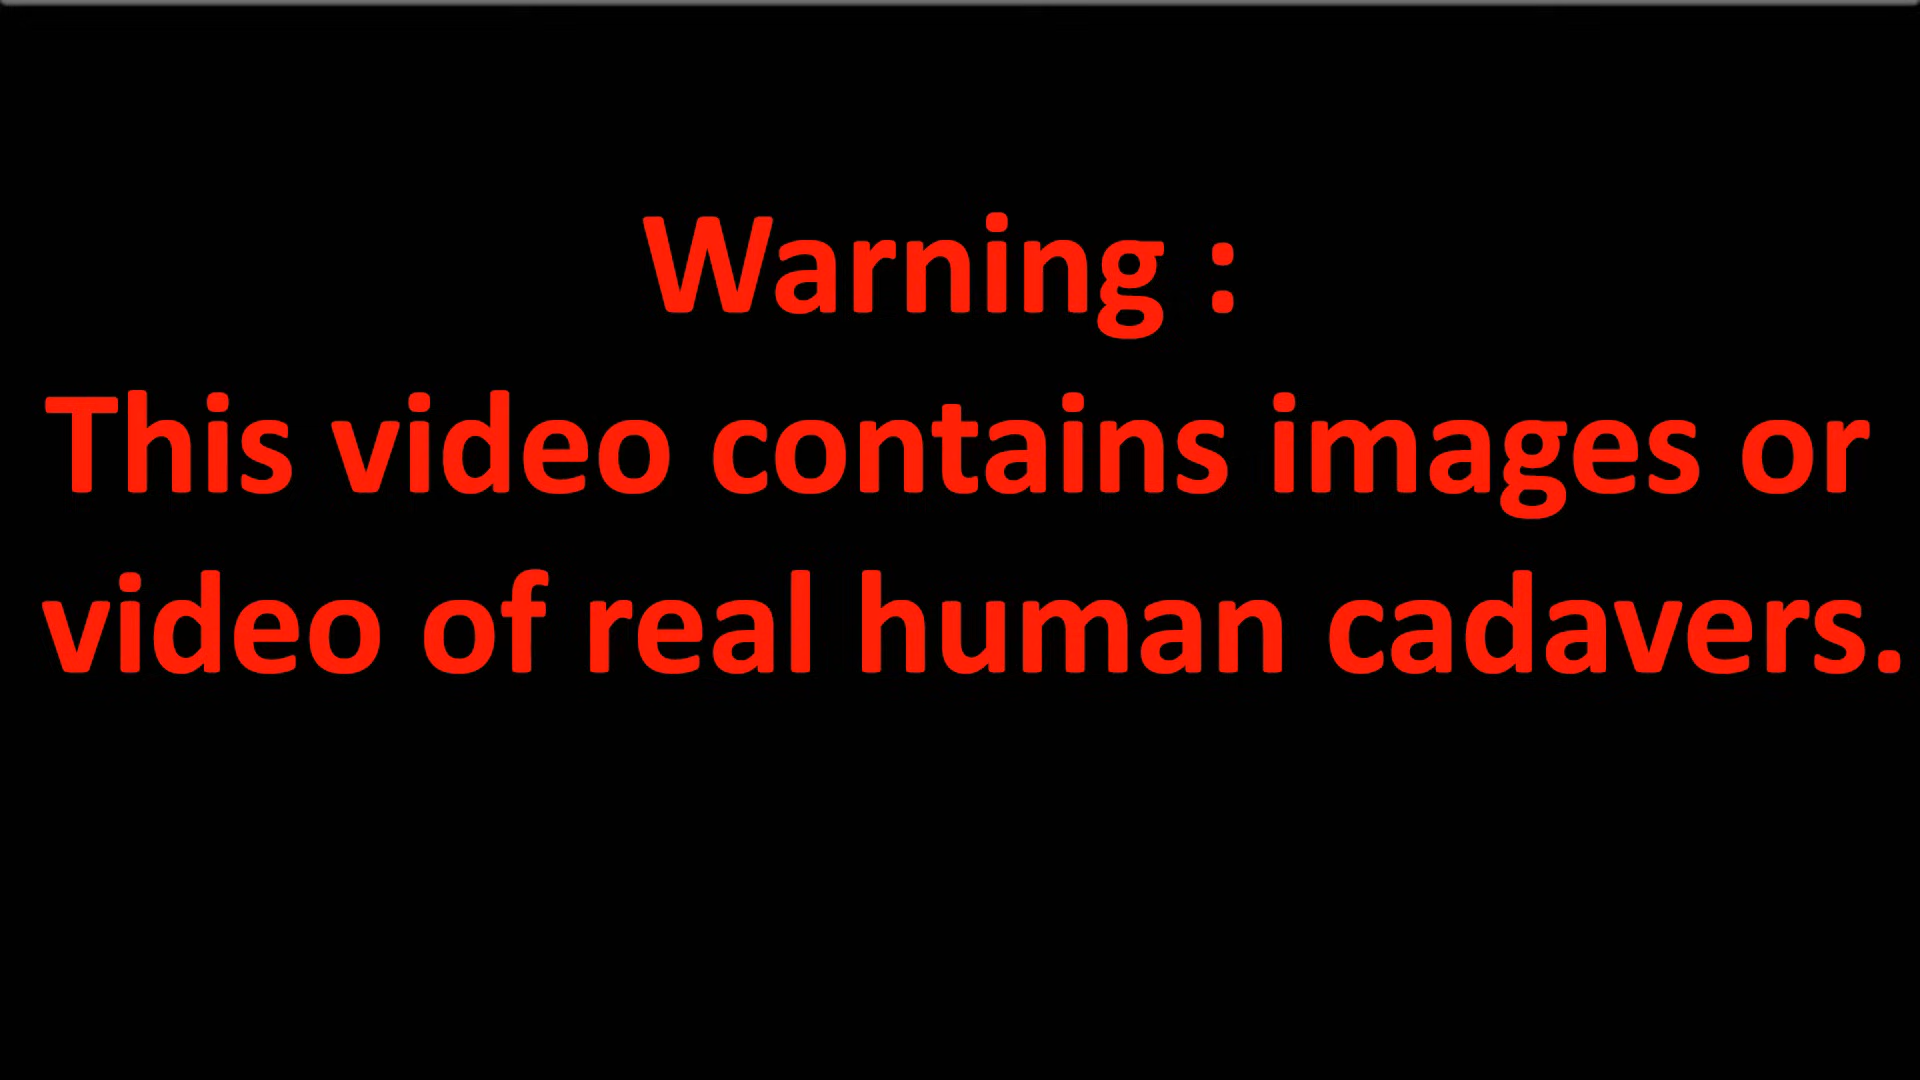 Warning :
This video contains images or
video of real human cadavers.